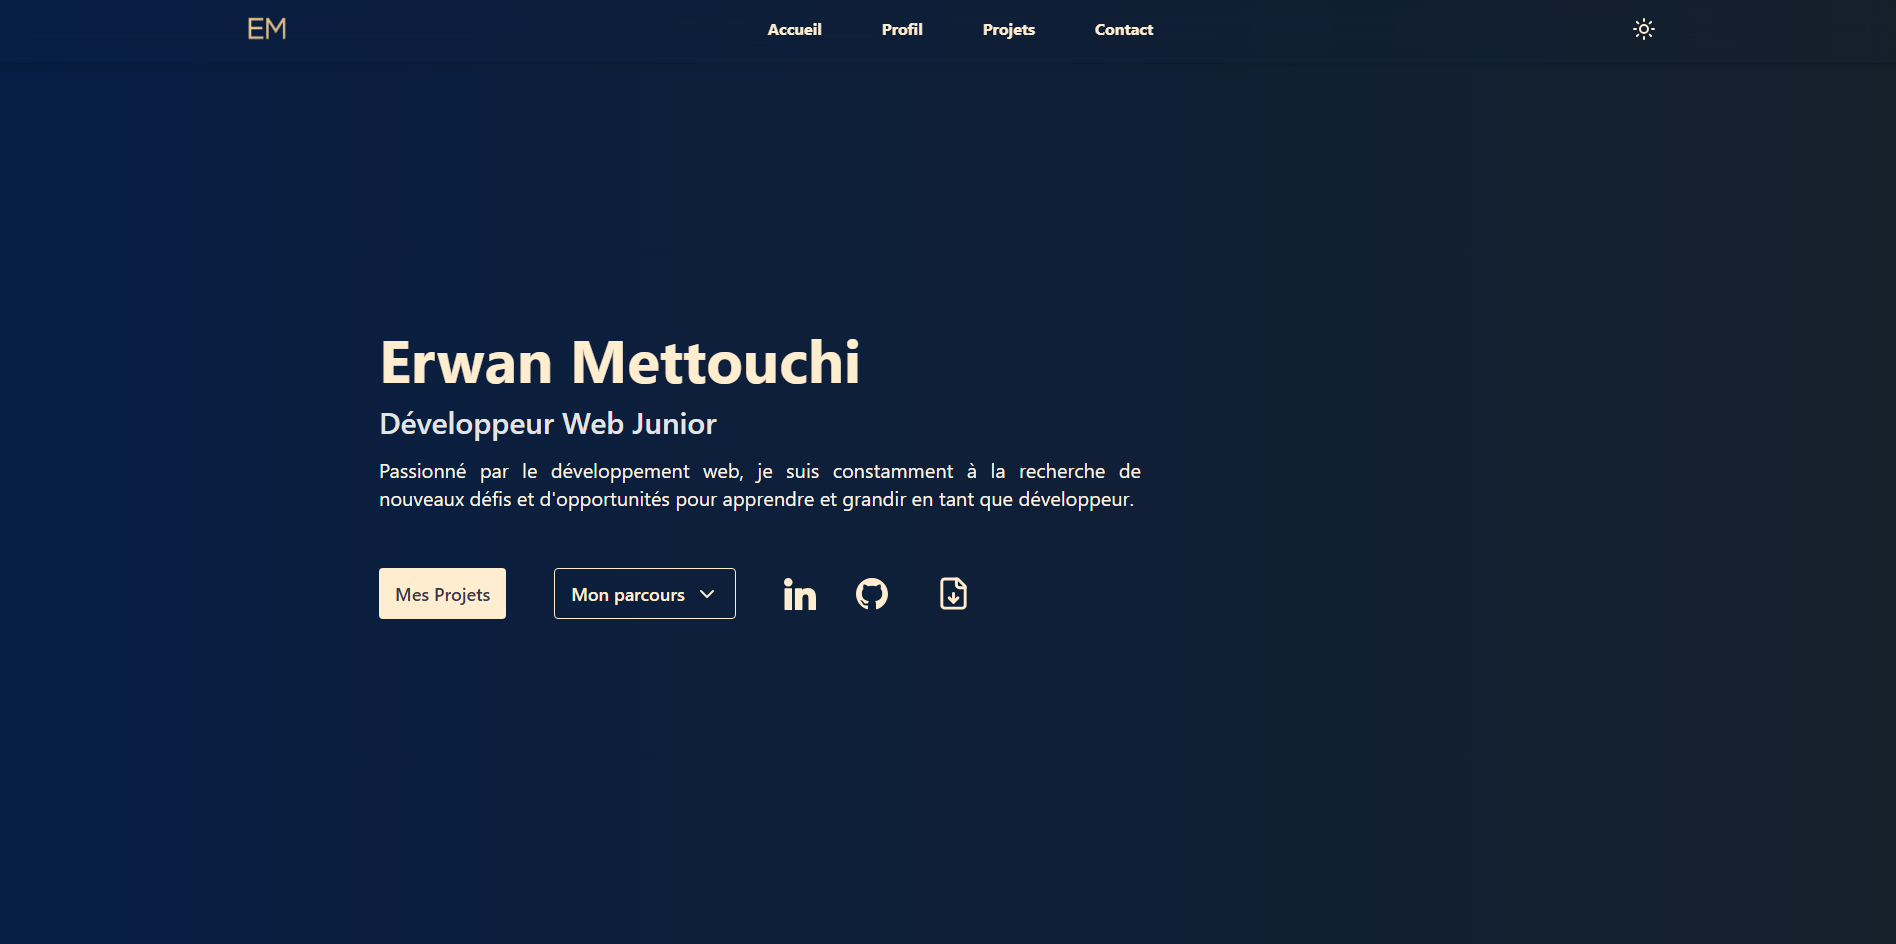 EM
Accueil
Profil
Projets
Contact
Erwan Mettouchi
Développeur Web Junior
Passionné par le développement web, je suis constamment à la recherche de
nouveaux défis et d'opportunités pour apprendre et grandir en tant que développeur.
Mes Projets
Mon parcours
in